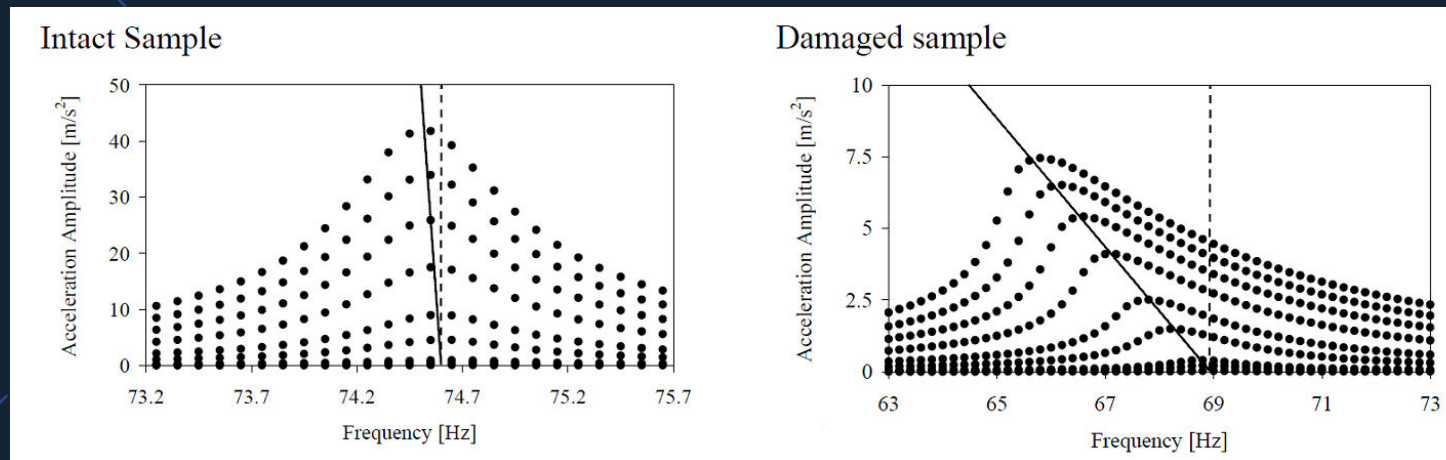 Intact Sample
Acceleration Amplitude [m/s²]
50
40
30
20
10
0
73.2 73.7 74.2 74.7 75.2 75.7
Frequency [Hz]
Damaged sample
Acceleration Amplitude [m/s²]
10
7.5
5
2.5
0
63 65 67 69 71 73
Frequency [Hz]